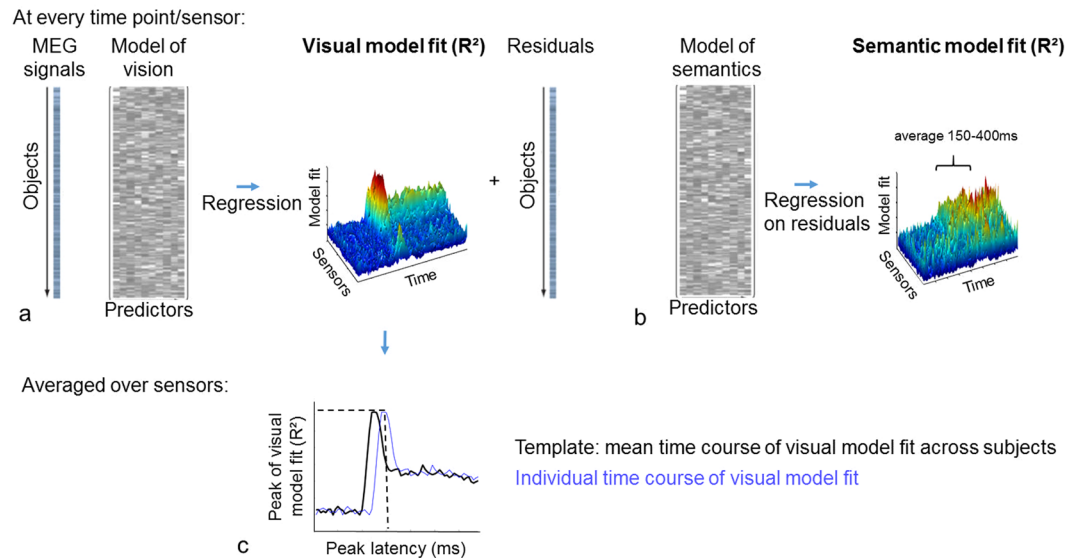 At every time point/sensor:
MEG signals
Model of vision
Visual model fit (R²)
Residuals
Model of semantics
Semantic model fit (R²)
Objects
Regression
Model fit
Sensors
Time
+
Objects
average 150-400ms
Regression on residuals
Model fit
Sensors
Time
a
Predictors
b
Predictors
Averaged over sensors:
Peak of visual model fit (R²)
Template: mean time course of visual model fit across subjects
Individual time course of visual model fit
c
Peak latency (ms)